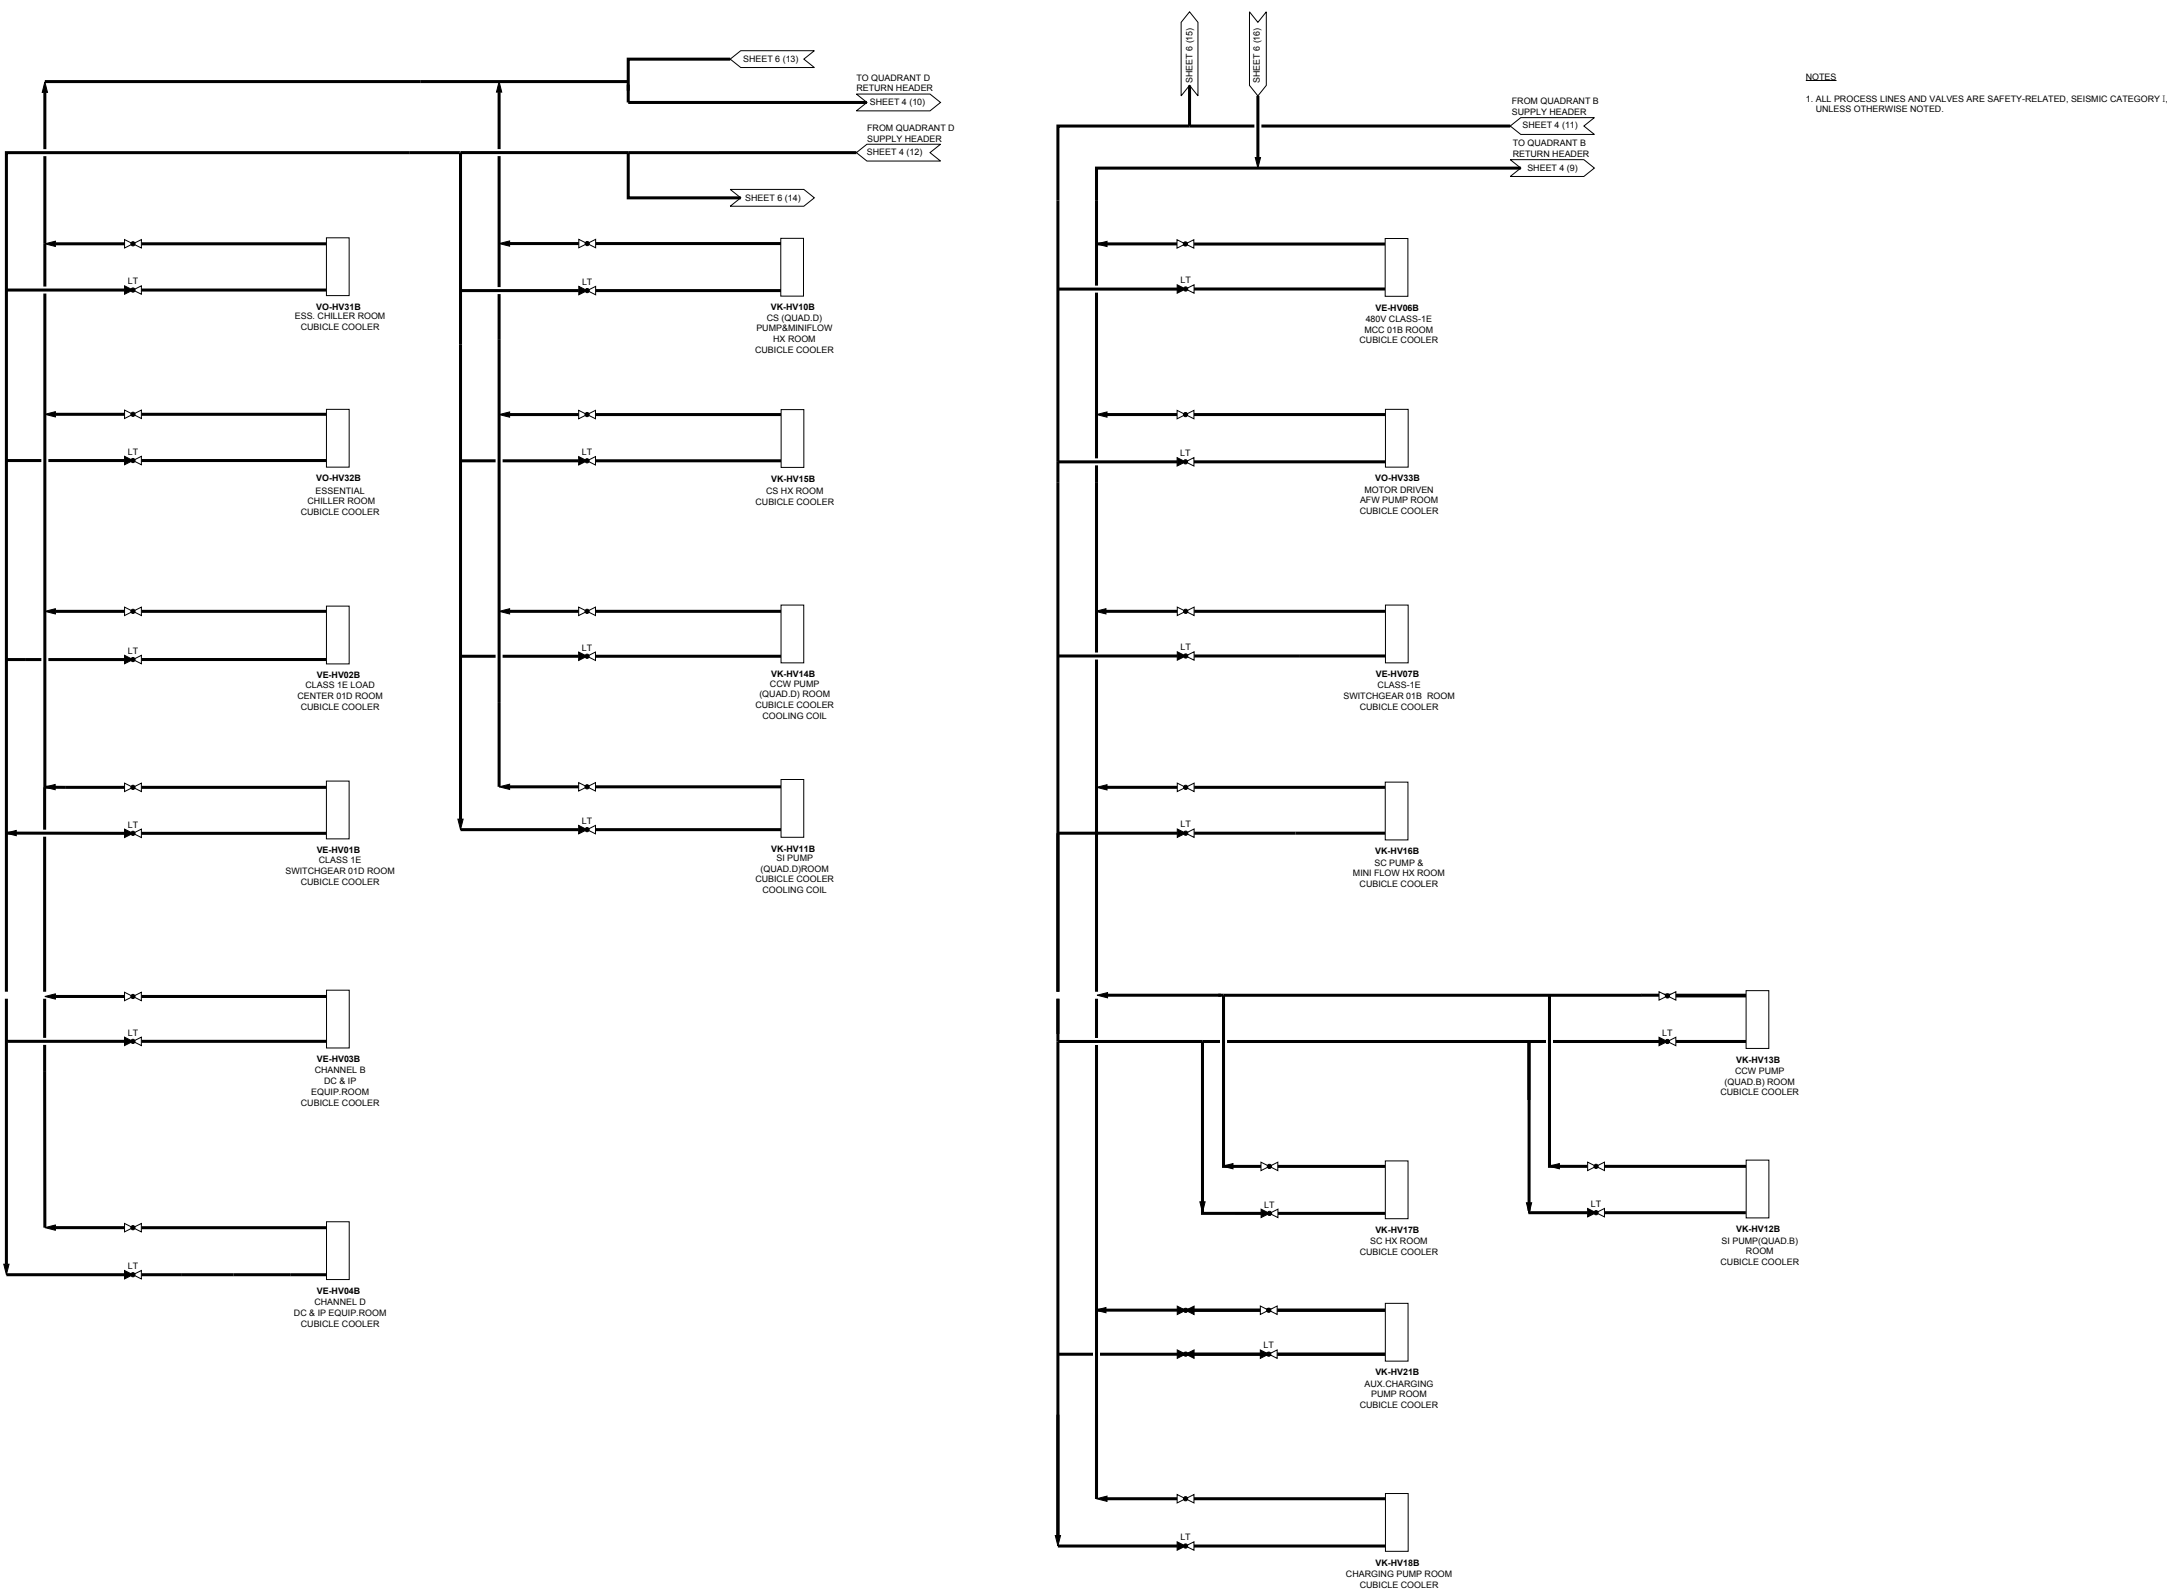 SHEET 6 (13)
TO QUADRANT D
RETURN HEADER
SHEET 4 (10)
FROM QUADRANT D
SUPPLY HEADER
SHEET 4 (12)
SHEET 6 (14)
LT
VO-HV31B
ESS. CHILLER ROOM
CUBICLE COOLER
LT
VO-HV32B
ESSENTIAL
CHILLER ROOM
CUBICLE COOLER
LT
VE-HV02B
CLASS 1E LOAD
CENTER 01D ROOM
CUBICLE COOLER
LT
VE-HV01B
CLASS 1E
SWITCHGEAR 01D ROOM
CUBICLE COOLER
LT
VE-HV03B
CHANNEL B
DC & IP
EQUIP.ROOM
CUBICLE COOLER
LT
VE-HV04B
CHANNEL D
DC & IP EQUIP.ROOM
CUBICLE COOLER
LT
VK-HV10B
CS (QUAD.D)
PUMP&MINIFLOW
HX ROOM
CUBICLE COOLER
LT
VK-HV15B
CS HX ROOM
CUBICLE COOLER
LT
VK-HV14B
CCW PUMP
(QUAD.D) ROOM
CUBICLE COOLER
COOLING COIL
LT
VK-HV11B
SI PUMP
(QUAD.D)ROOM
CUBICLE COOLER
COOLING COIL
SHEET 6 (15)
SHEET 6 (16)
FROM QUADRANT B
SUPPLY HEADER
SHEET 4 (11)
TO QUADRANT B
RETURN HEADER
SHEET 4 (9)
LT
VE-HV06B
480V CLASS-1E
MCC 01B ROOM
CUBICLE COOLER
LT
VO-HV33B
MOTOR DRIVEN
AFW PUMP ROOM
CUBICLE COOLER
LT
VE-HV07B
CLASS-1E
SWITCHGEAR 01B ROOM
CUBICLE COOLER
LT
VK-HV16B
SC PUMP &
MINI FLOW HX ROOM
CUBICLE COOLER
LT
VK-HV13B
CCW PUMP
(QUAD.B) ROOM
CUBICLE COOLER
LT
VK-HV17B
SC HX ROOM
CUBICLE COOLER
LT
VK-HV12B
SI PUMP(QUAD.B)
ROOM
CUBICLE COOLER
LT
VK-HV21B
AUX.CHARGING
PUMP ROOM
CUBICLE COOLER
LT
VK-HV18B
CHARGING PUMP ROOM
CUBICLE COOLER
NOTES
1. ALL PROCESS LINES AND VALVES ARE SAFETY-RELATED, SEISMIC CATEGORY I,
UNLESS OTHERWISE NOTED.